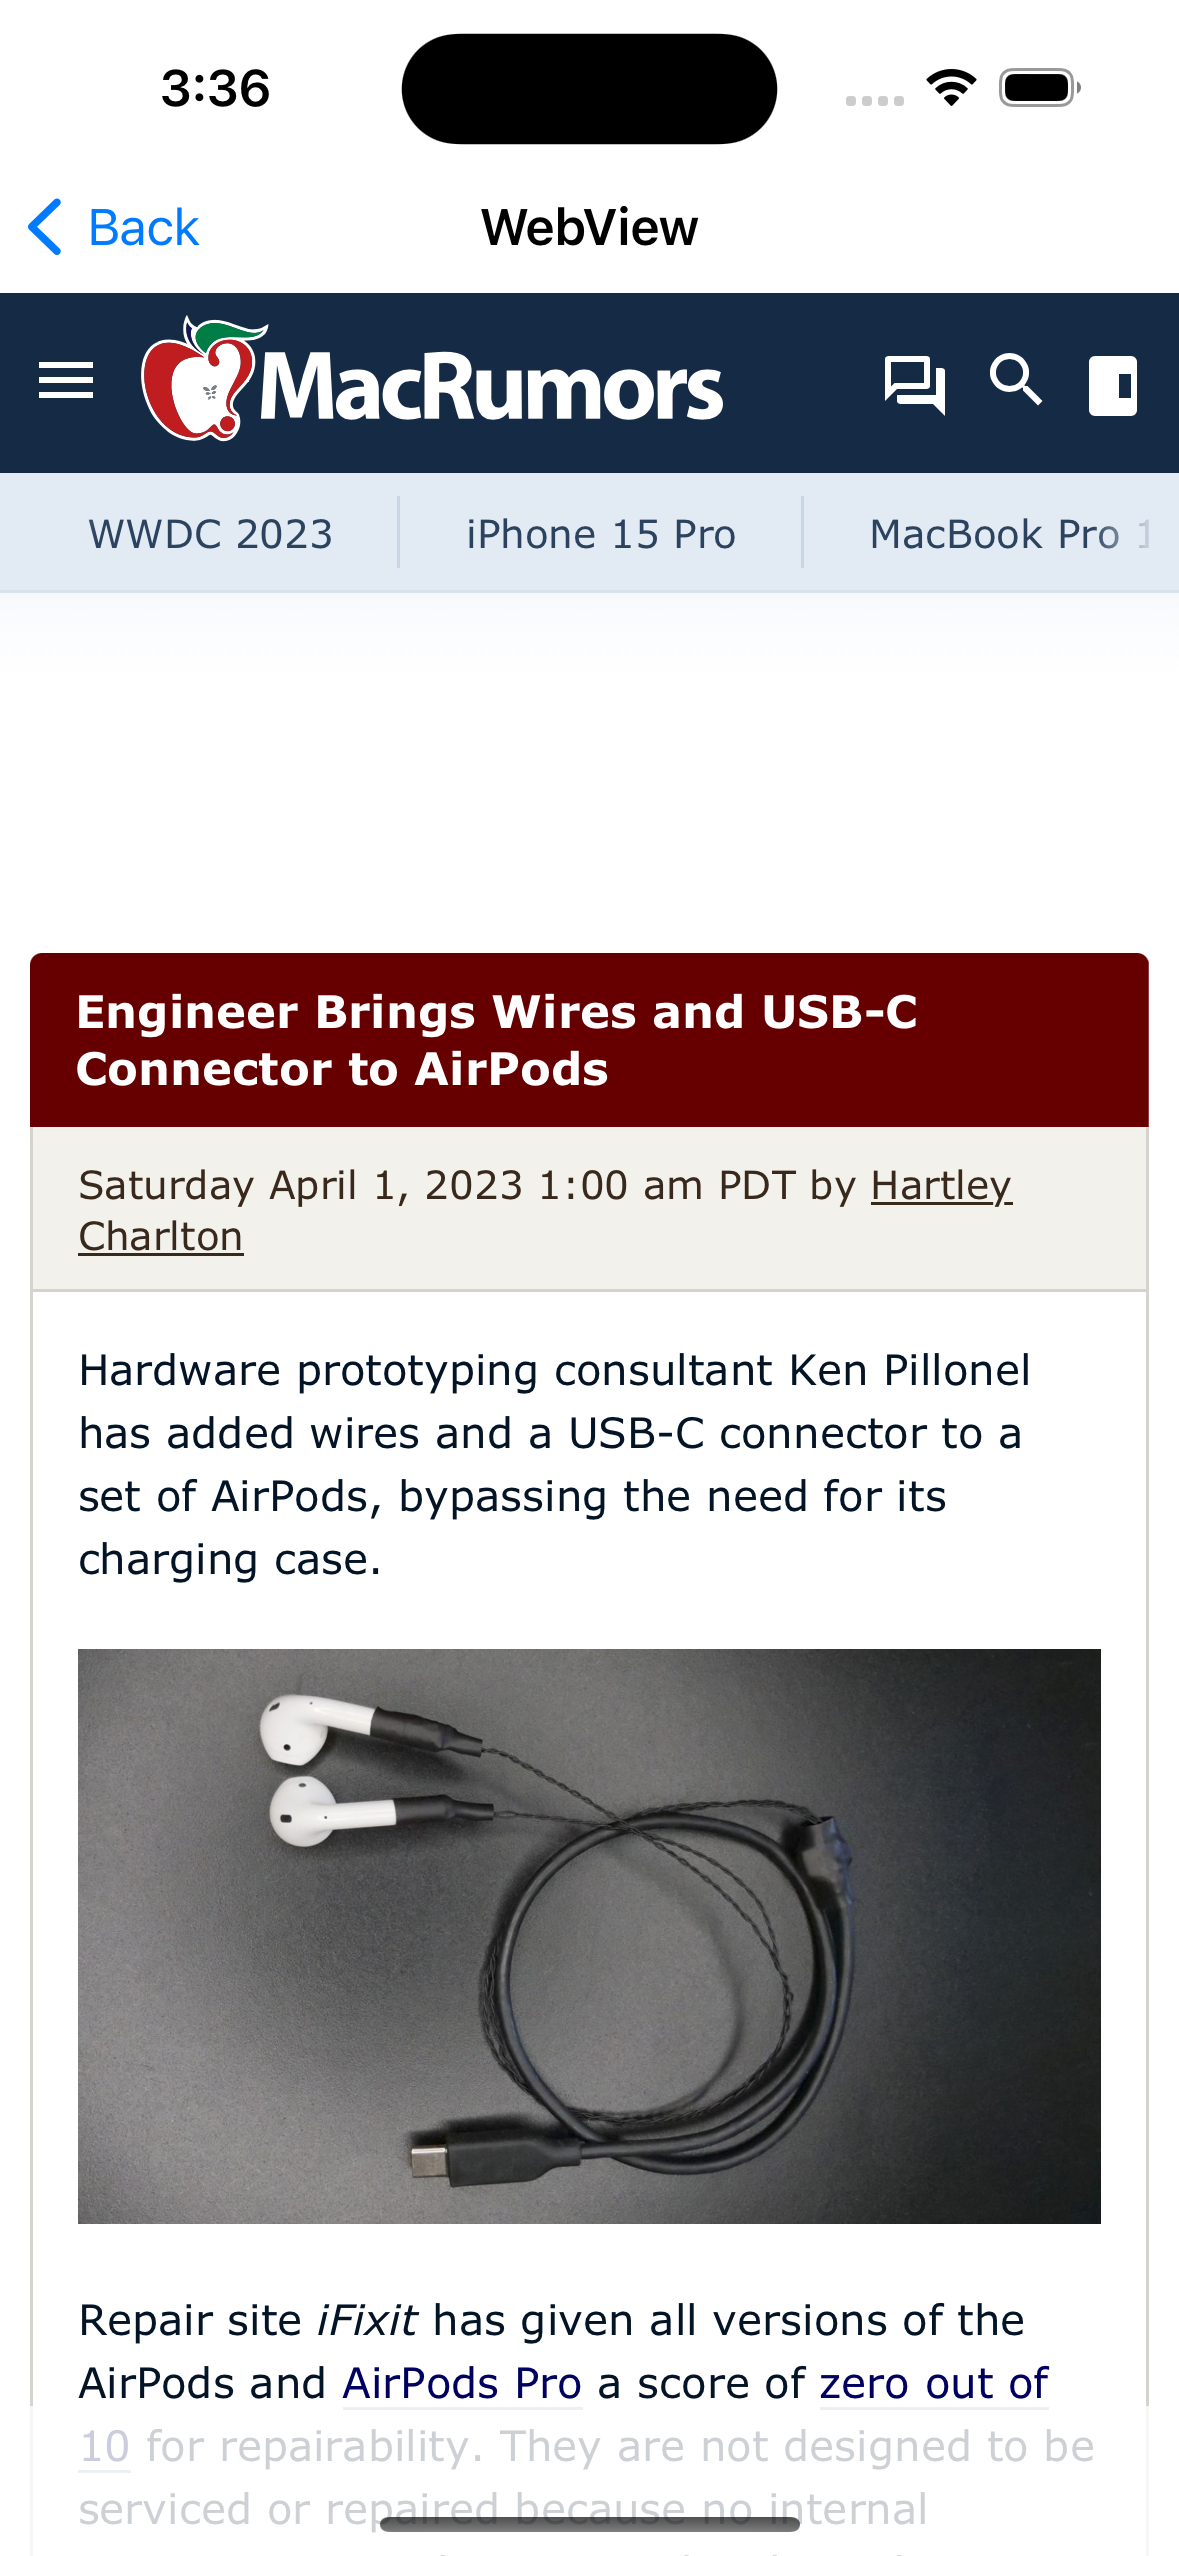 3:36
Back
WebView
MacRumors
WWDC 2023
iPhone 15 Pro
MacBook Pro 1
Engineer Brings Wires and USB-C
Connector to AirPods
Saturday April 1, 2023 1:00 am PDT by Hartley
Charlton
Hardware prototyping consultant Ken Pillonel
has added wires and a USB-C connector to a
set of AirPods, bypassing the need for its
charging case.
Repair site iFixit has given all versions of the
AirPods and AirPods Pro a score of zero out of
10 for repairability. They are not designed to be
serviced or repaired because no internal